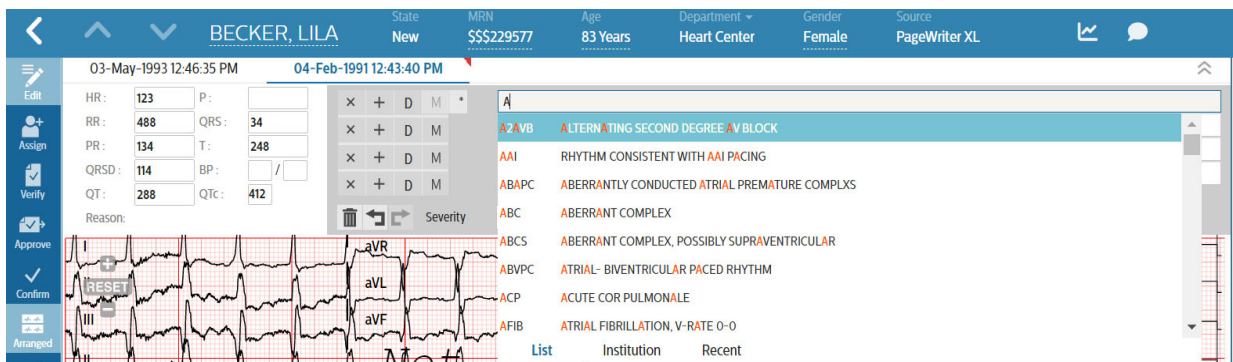 State MRN Age Department Gender Source
BECKER, LILA New $$$229577 83 Years Heart Center Female PageWriter XL
03-May-1993 12:46:35 PM 04-Feb-1991 12:43:40 PM
Edit
Assign
Verify
Approve
Confirm
Arranged
HR : 123 P :
RR : 488 QRS : 34
PR : 134 T : 248
QRSD : 114 BP : /
QT : 288 QTc : 412
Reason:
× + D M *
× + D M
× + D M
× + D M
Severity
A
A2AVB ALTERNATING SECOND DEGREE AV BLOCK
AAI RHYTHM CONSISTENT WITH AAI PACING
ABAPC ABERRANTLY CONDUCTED ATRIAL PREMATURE COMPLXS
ABC ABERRANT COMPLEX
ABCS ABERRANT COMPLEX, POSSIBLY SUPRAVENTRICULAR
ABVPC ATRIAL- BIVENTRICULAR PACED RHYTHM
ACP ACUTE COR PULMONALE
AFIB ATRIAL FIBRILLATION, V-RATE 0-0
List Institution Recent
I aVR
RESET
aVL
III aVF
II